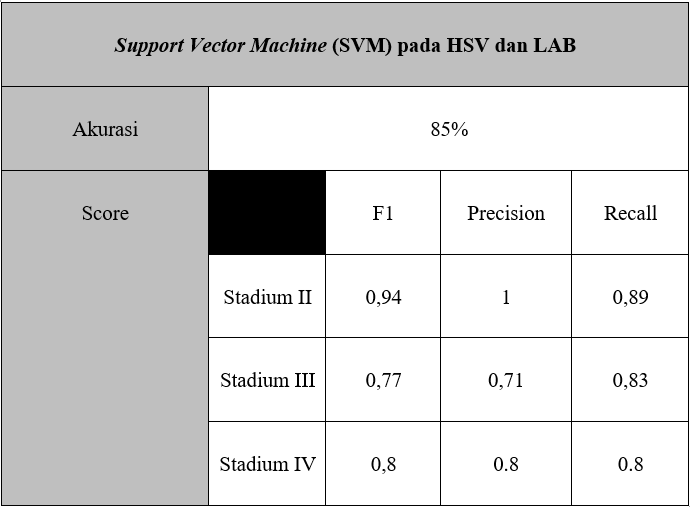 Support Vector Machine (SVM) pada HSV dan LAB
Akurasi 85%
Score F1 Precision Recall
Stadium II 0,94 1 0,89
Stadium III 0,77 0,71 0,83
Stadium IV 0,8 0.8 0.8